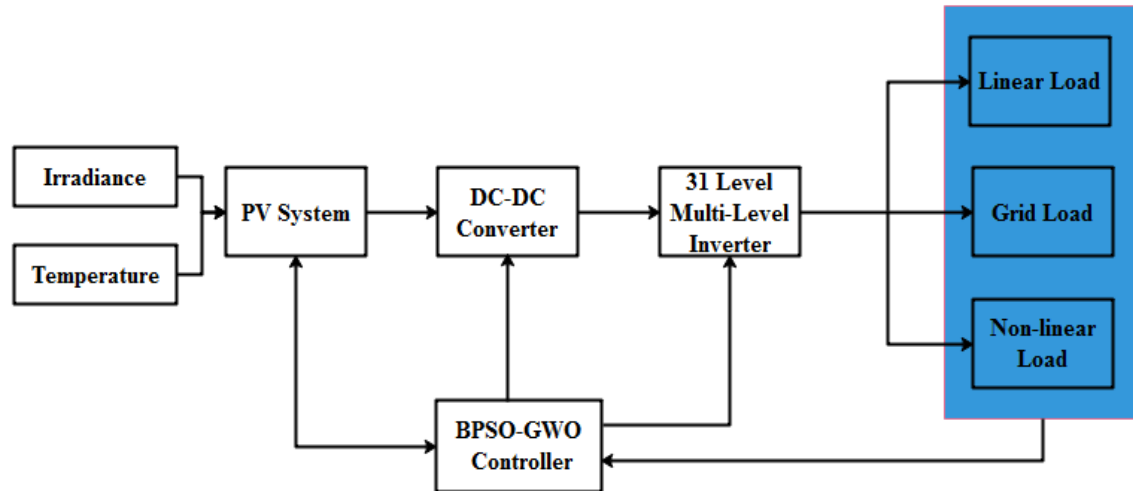 Irradiance
Temperature
PV System
DC-DC
Converter
31 Level
Multi-Level
Inverter
Linear Load
Grid Load
Non-linear
Load
BPSO-GWO
Controller